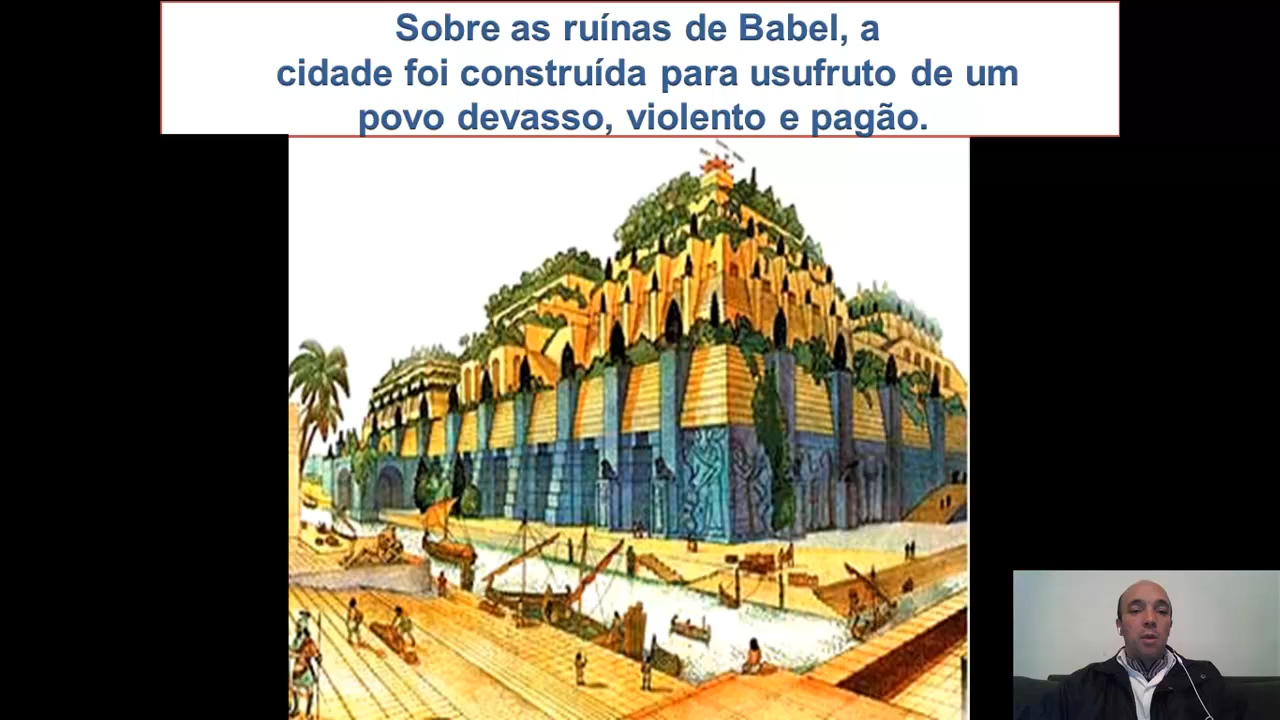 Sobre as ruínas de Babel, a
cidade foi construída para usufruto de um
povo devasso, violento e pagão.